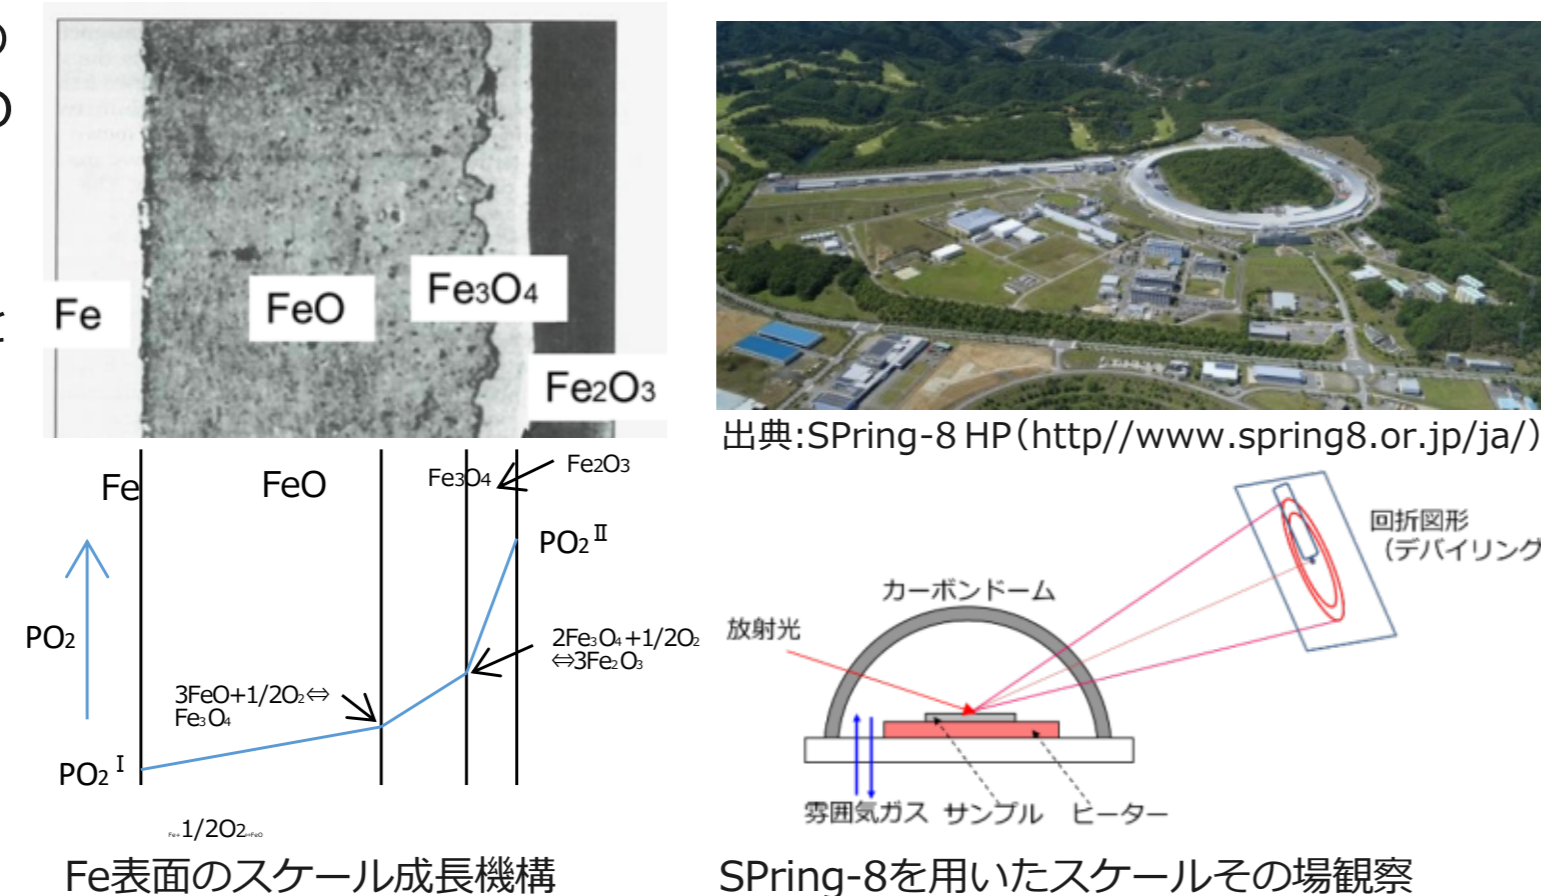 Fe
FeO
Fe3O4
Fe2O3
出典:SPring-8 HP(http//www.spring8.or.jp/ja/)
Fe
FeO
Fe3O4
Fe2O3
PO2 Ⅱ
PO2
2Fe3O4+1/2O2
⇔3Fe2O3
3FeO+1/2O2⇔
Fe3O4
PO2 Ⅰ
Fe+1/2O2⇔FeO
Fe表面のスケール成長機構
回折図形
(デバイリング
カーボンドーム
放射光
雰囲気ガス
サンプル
ヒーター
SPring-8を用いたスケールその場観察